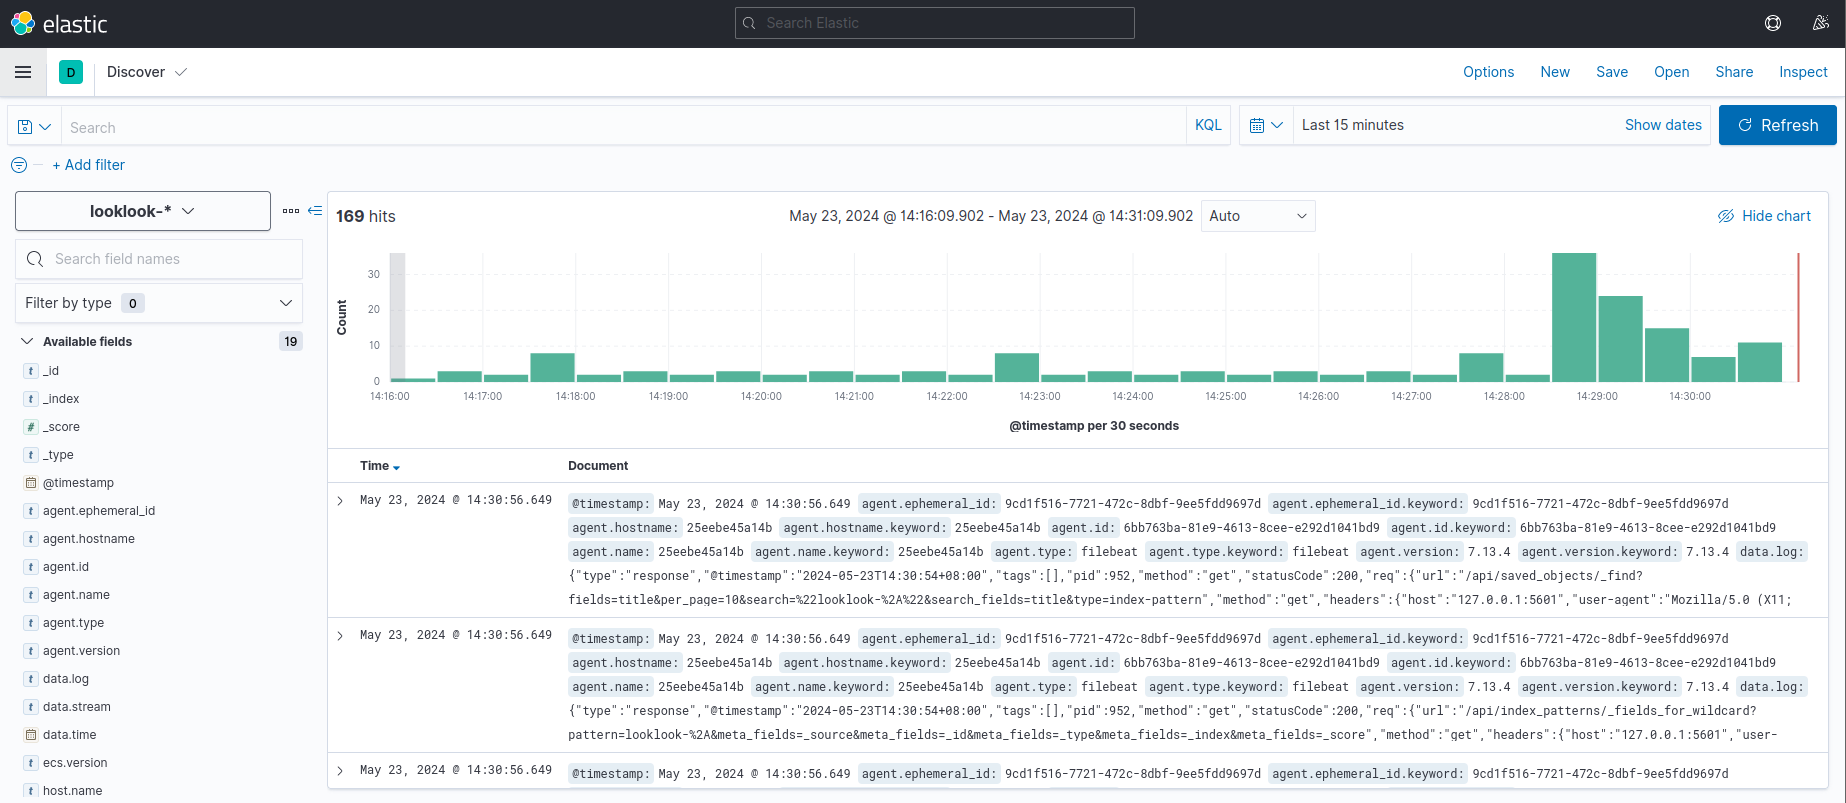 elastic
Search Elastic
D
Discover
Options New Save Open Share Inspect
Search
KQL
Last 15 minutes
Show dates
Refresh
+ Add filter
looklook-*
Search field names
Filter by type 0
Available fields 19
t _id
t _index
# _score
t _type
@timestamp
t agent.ephemeral_id
t agent.hostname
t agent.id
t agent.name
t agent.type
t agent.version
t data.log
t data.stream
data.time
t ecs.version
t host.name
169 hits
May 23, 2024 @ 14:16:09.902 - May 23, 2024 @ 14:31:09.902
Auto
Hide chart
Count
30
20
10
0
14:16:00 14:17:00 14:18:00 14:19:00 14:20:00 14:21:00 14:22:00 14:23:00 14:24:00 14:25:00 14:26:00 14:27:00 14:28:00 14:29:00 14:30:00
@timestamp per 30 seconds
Time Document
May 23, 2024 @ 14:30:56.649
@timestamp: May 23, 2024 @ 14:30:56.649 agent.ephemeral_id: 9cd1f516-7721-472c-8dbf-9ee5fdd9697d agent.ephemeral_id.keyword: 9cd1f516-7721-472c-8dbf-9ee5fdd9697d
agent.hostname: 25eebe45a14b agent.hostname.keyword: 25eebe45a14b agent.id: 6bb763ba-81e9-4613-8cee-e292d1041bd9 agent.id.keyword: 6bb763ba-81e9-4613-8cee-e292d1041bd9
agent.name: 25eebe45a14b agent.name.keyword: 25eebe45a14b agent.type: filebeat agent.type.keyword: filebeat agent.version: 7.13.4 agent.version.keyword: 7.13.4 data.log:
{"type":"response","@timestamp":"2024-05-23T14:30:54+08:00","tags":[],"pid":952,"method":"get","statusCode":200,"req":{"url":"/api/saved_objects/_find?
fields=title&per_page=10&search=%22looklook-%2A%22&search_fields=title&type=index-pattern","method":"get","headers":{"host":"127.0.0.1:5601","user-agent":"Mozilla/5.0 (X11;
May 23, 2024 @ 14:30:56.649
@timestamp: May 23, 2024 @ 14:30:56.649 agent.ephemeral_id: 9cd1f516-7721-472c-8dbf-9ee5fdd9697d agent.ephemeral_id.keyword: 9cd1f516-7721-472c-8dbf-9ee5fdd9697d
agent.hostname: 25eebe45a14b agent.hostname.keyword: 25eebe45a14b agent.id: 6bb763ba-81e9-4613-8cee-e292d1041bd9 agent.id.keyword: 6bb763ba-81e9-4613-8cee-e292d1041bd9
agent.name: 25eebe45a14b agent.name.keyword: 25eebe45a14b agent.type: filebeat agent.type.keyword: filebeat agent.version: 7.13.4 agent.version.keyword: 7.13.4 data.log:
{"type":"response","@timestamp":"2024-05-23T14:30:54+08:00","tags":[],"pid":952,"method":"get","statusCode":200,"req":{"url":"/api/index_patterns/_fields_for_wildcard?
pattern=looklook-%2A&meta_fields=_source&meta_fields=_id&meta_fields=_type&meta_fields=_index&meta_fields=_score","method":"get","headers":{"host":"127.0.0.1:5601","user-
May 23, 2024 @ 14:30:56.649
@timestamp: May 23, 2024 @ 14:30:56.649 agent.ephemeral_id: 9cd1f516-7721-472c-8dbf-9ee5fdd9697d agent.ephemeral_id.keyword: 9cd1f516-7721-472c-8dbf-9ee5fdd9697d